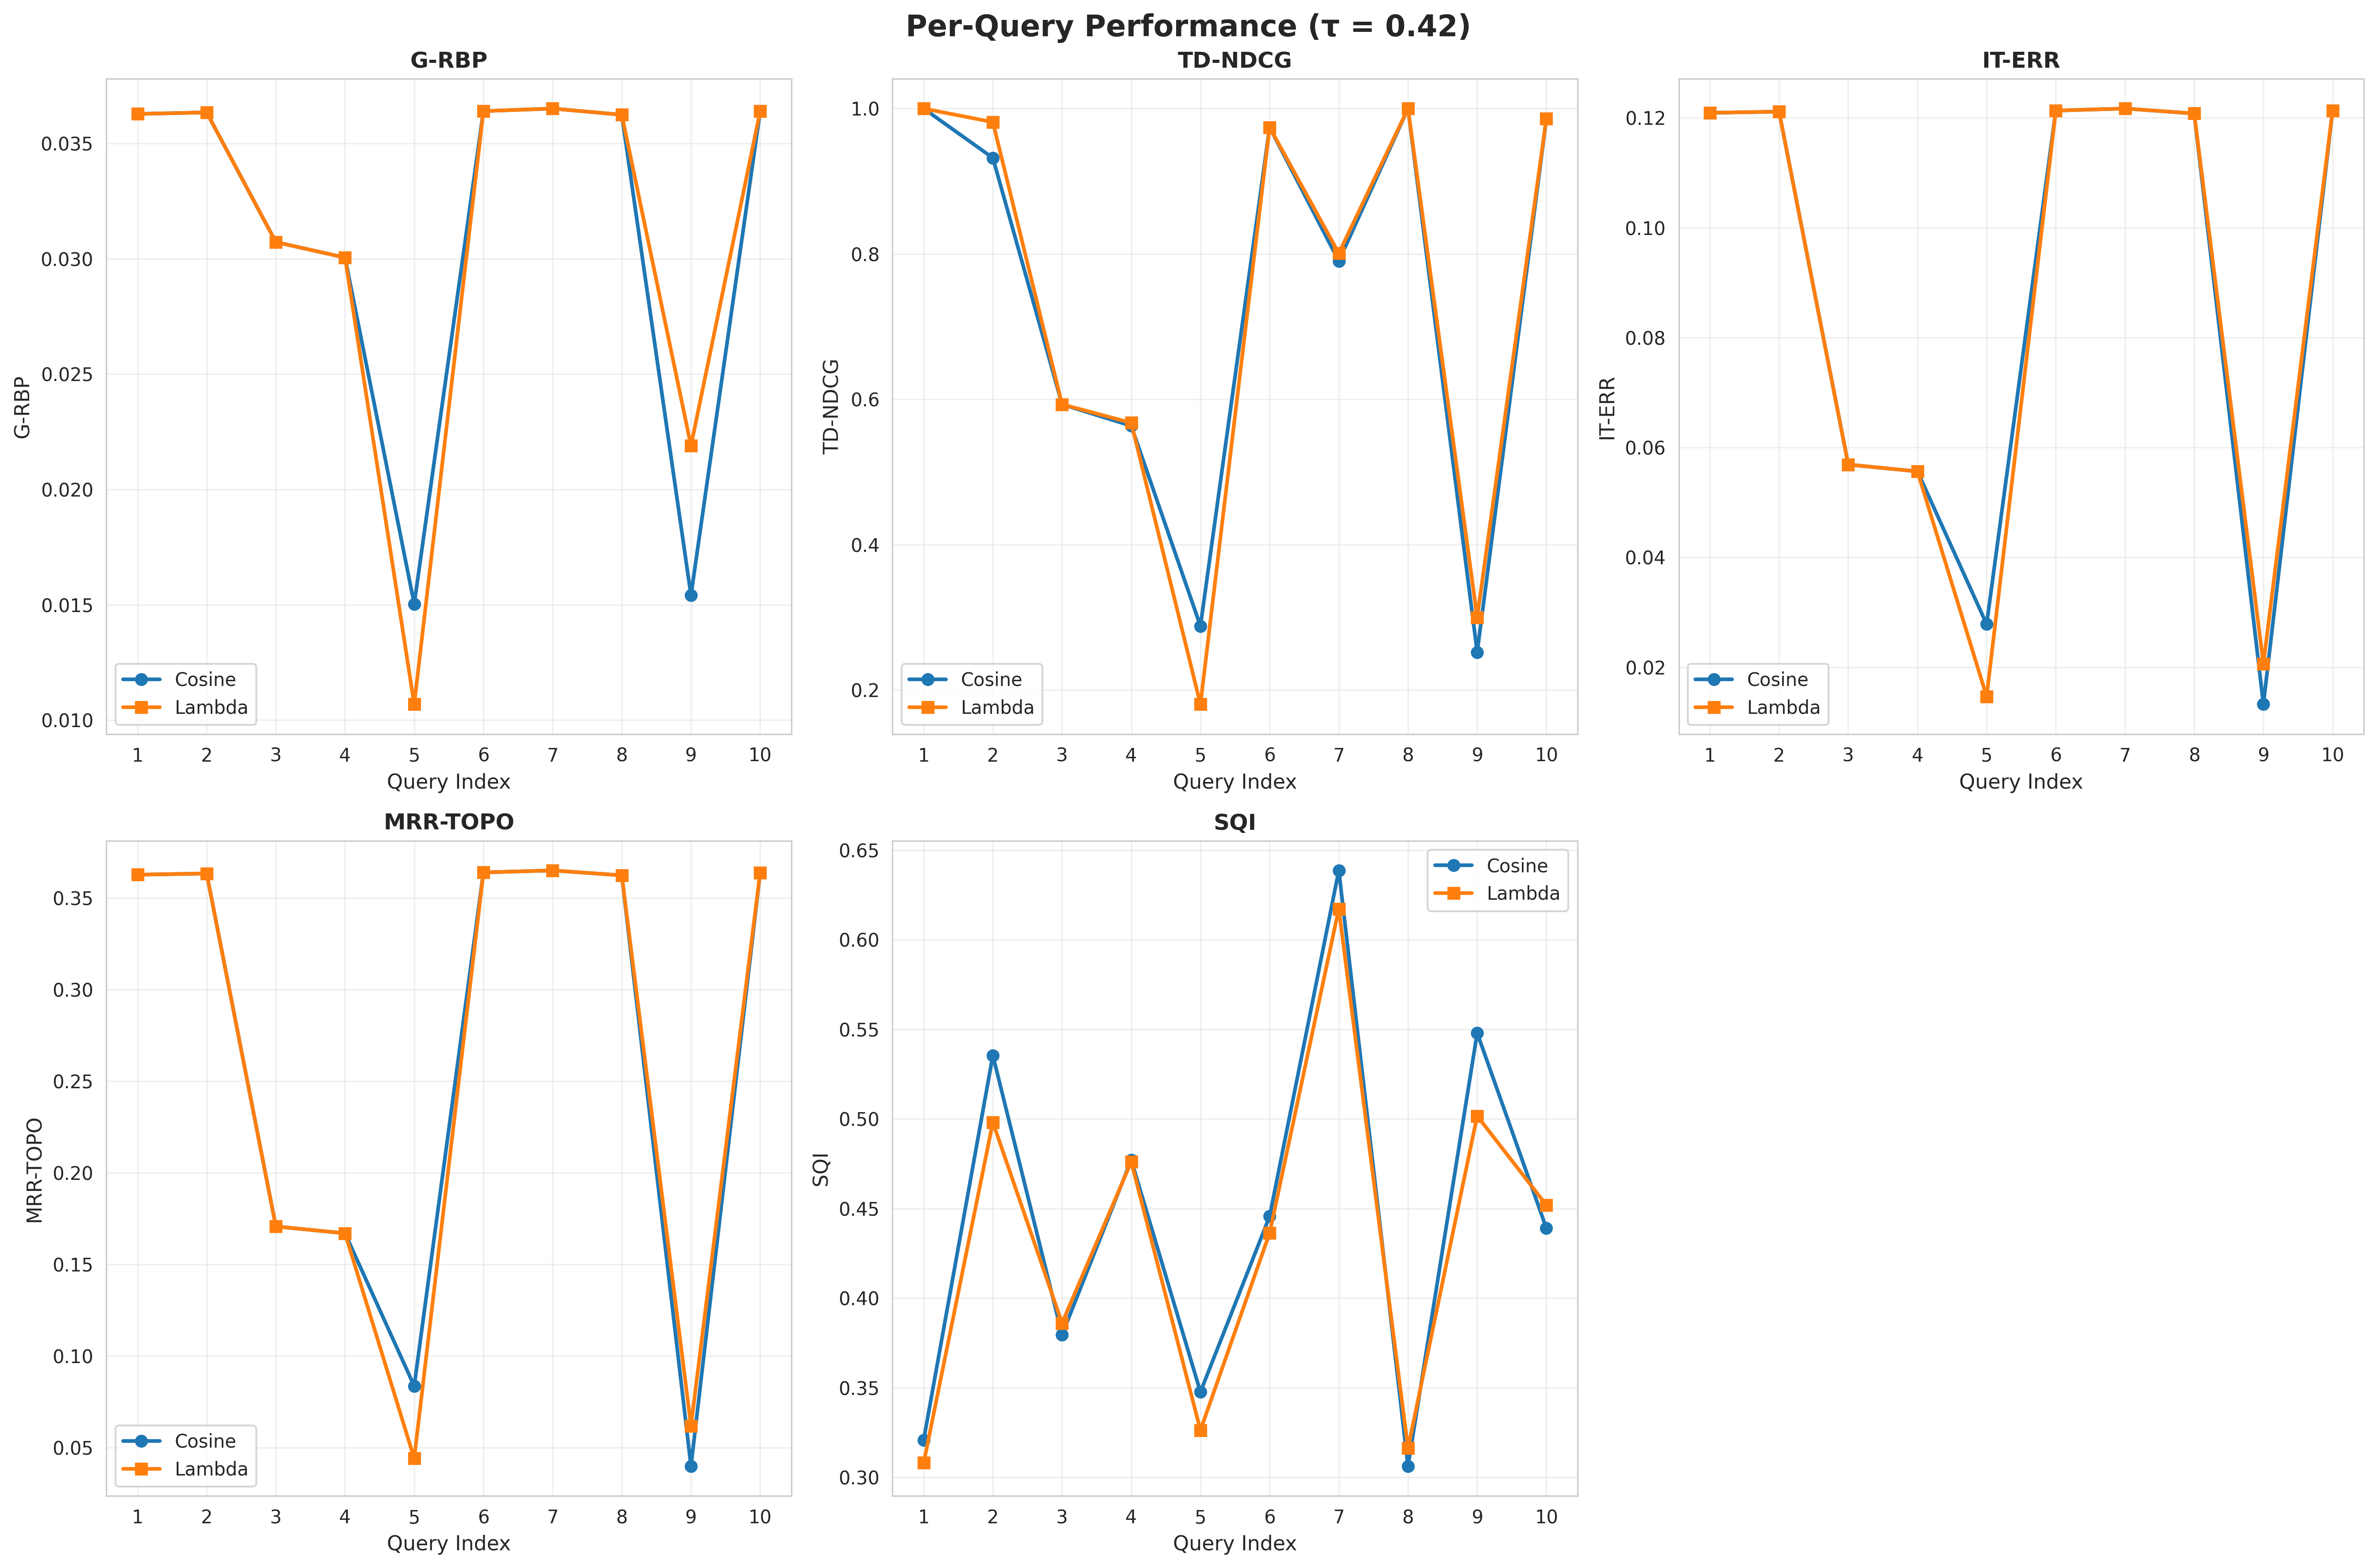 Per-Query Performance (τ = 0.42)
G-RBP
G-RBP
0.035
0.030
0.025
0.020
0.015
0.010
Cosine
Lambda
1 2 3 4 5 6 7 8 9 10
Query Index
TD-NDCG
TD-NDCG
1.0
0.8
0.6
0.4
0.2
Cosine
Lambda
1 2 3 4 5 6 7 8 9 10
Query Index
IT-ERR
IT-ERR
0.12
0.10
0.08
0.06
0.04
0.02
Cosine
Lambda
1 2 3 4 5 6 7 8 9 10
Query Index
MRR-TOPO
MRR-TOPO
0.35
0.30
0.25
0.20
0.15
0.10
0.05
Cosine
Lambda
1 2 3 4 5 6 7 8 9 10
Query Index
SQI
SQI
0.65
0.60
0.55
0.50
0.45
0.40
0.35
0.30
Cosine
Lambda
1 2 3 4 5 6 7 8 9 10
Query Index